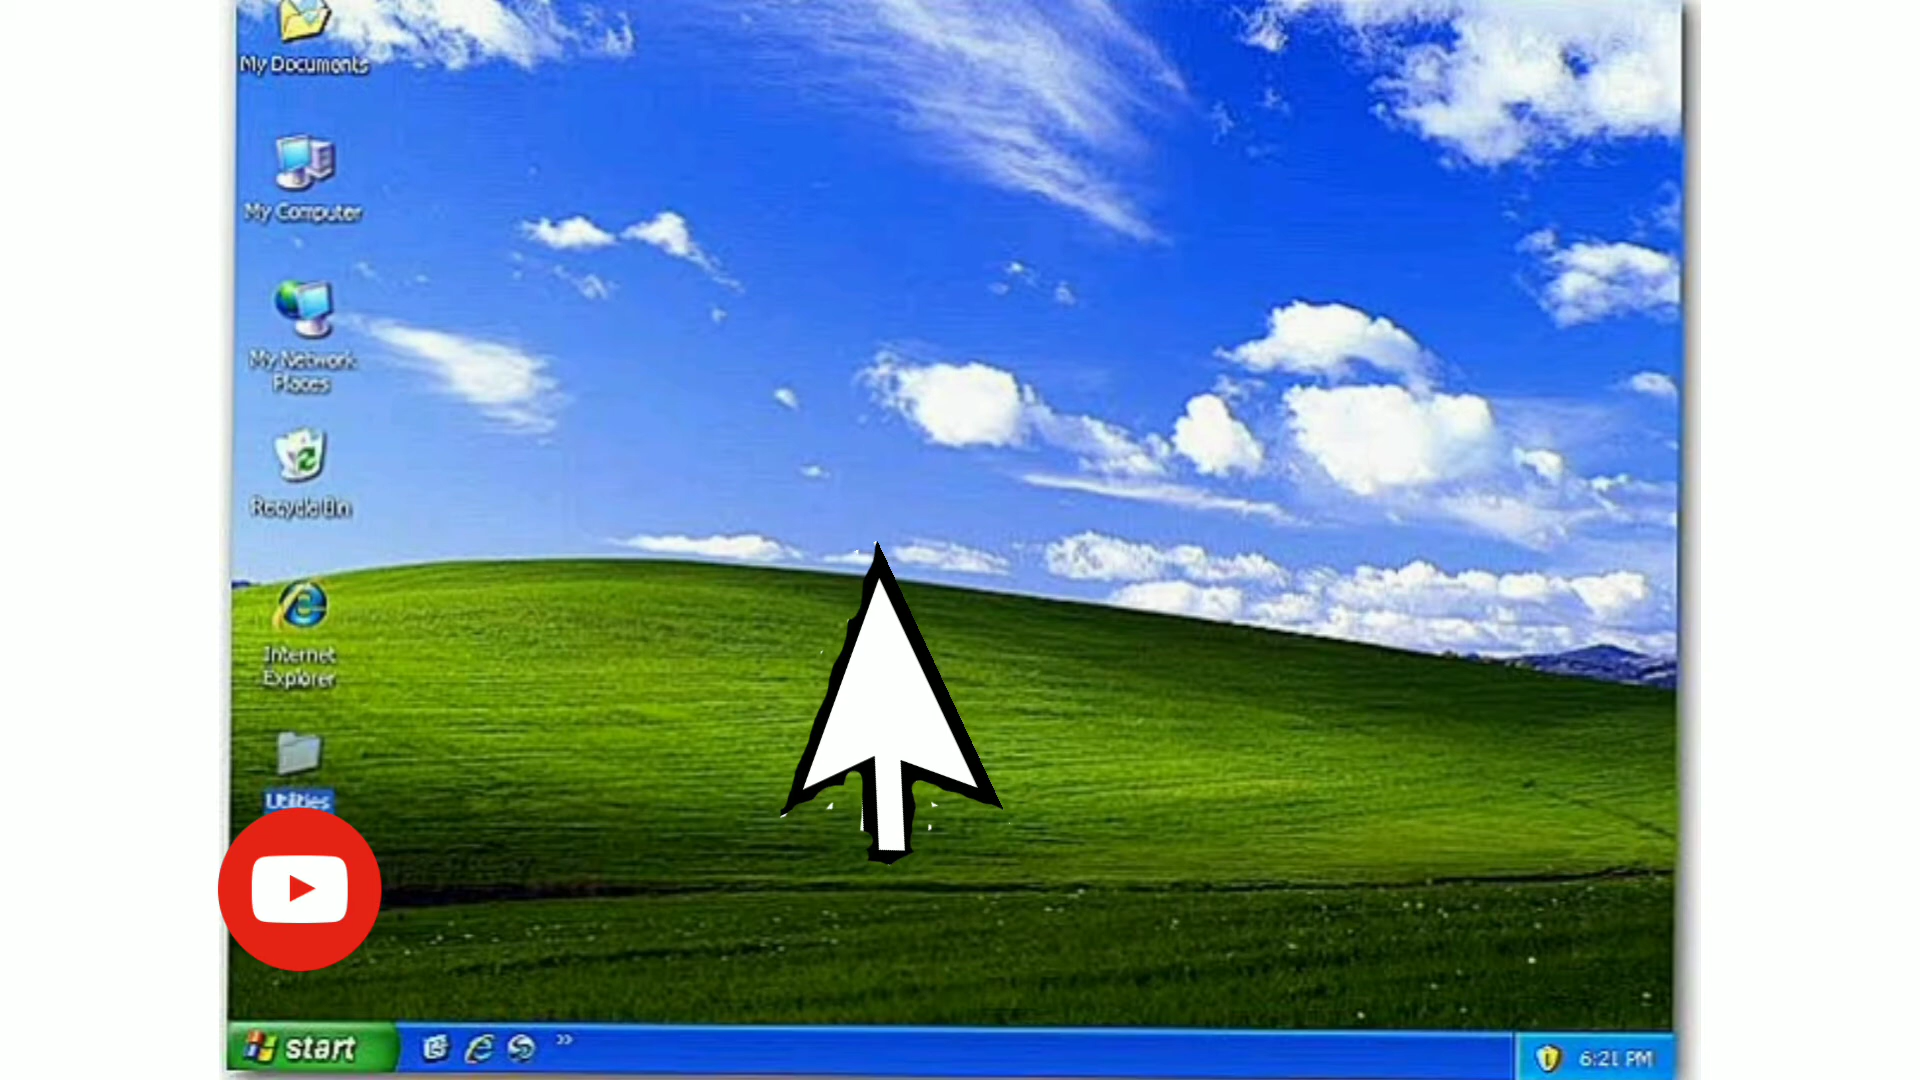 My Documents
My Computer
My Network
Places
Recycle Bin
Internet
Explorer
Utilities
start
6:21 PM